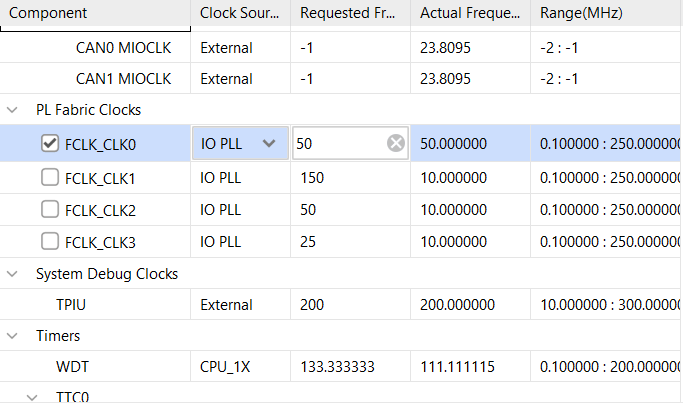 Component Clock Sour... Requested Fr... Actual Freque... Range(MHz)
CAN0 MIOCLK External -1 23.8095 -2 : -1
CAN1 MIOCLK External -1 23.8095 -2 : -1
PL Fabric Clocks
FCLK_CLK0 IO PLL 50 50.000000 0.100000 : 250.000000
FCLK_CLK1 IO PLL 150 10.000000 0.100000 : 250.000000
FCLK_CLK2 IO PLL 50 10.000000 0.100000 : 250.000000
FCLK_CLK3 IO PLL 25 10.000000 0.100000 : 250.000000
System Debug Clocks
TPIU External 200 200.000000 10.000000 : 300.000000
Timers
WDT CPU_1X 133.333333 111.111115 0.100000 : 200.000000
TTC0